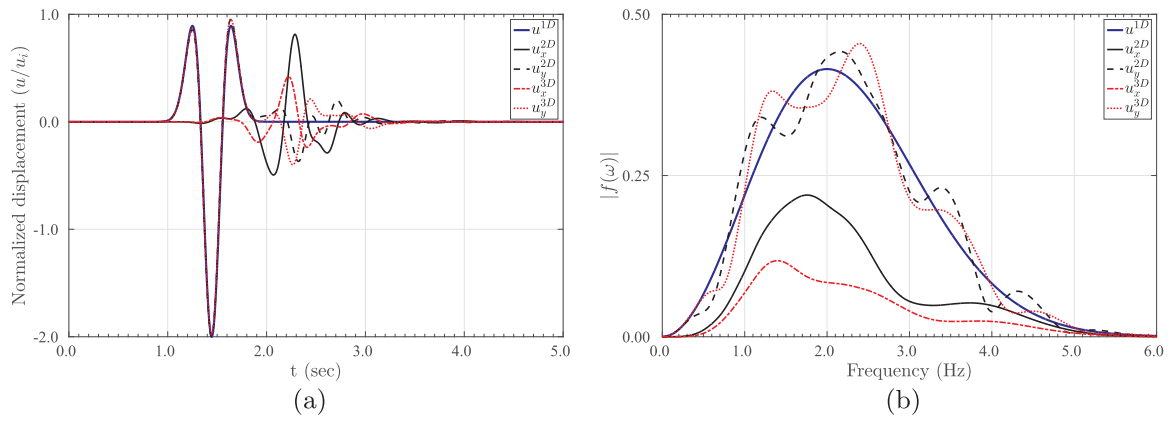 Normalized displacement (u/u_i)
1.0
0.0
-1.0
-2.0
0.0 1.0 2.0 3.0 4.0 5.0
t (sec)
u^{1D}
u_x^{2D}
u_y^{2D}
u_x^{3D}
u_y^{3D}
(a)
|f(ω)|
0.50
0.25
0.00
0.0 1.0 2.0 3.0 4.0 5.0 6.0
Frequency (Hz)
u^{1D}
u_x^{2D}
u_y^{2D}
u_x^{3D}
u_y^{3D}
(b)